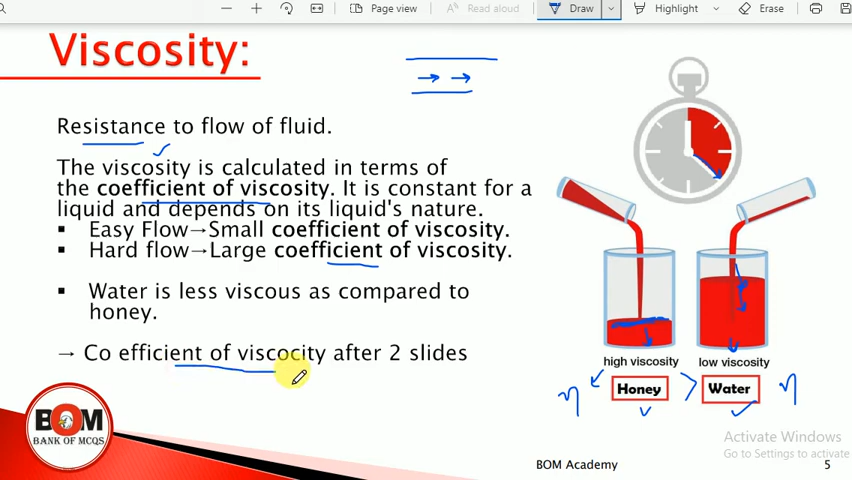 Page view
Read aloud
Draw
Highlight
Erase
Viscosity:
Resistance to flow of fluid.
The viscosity is calculated in terms of
the coefficient of viscosity. It is constant for a
liquid and depends on its liquid's nature.
▪ Easy Flow→Small coefficient of viscosity.
▪ Hard flow→Large coefficient of viscosity.
▪ Water is less viscous as compared to
honey.
→ Co efficient of viscocity after 2 slides
high viscosity
low viscosity
η Honey > Water η
BOM
BANK OF MCQS
Activate Windows
Go to Settings to activate
BOM Academy
5